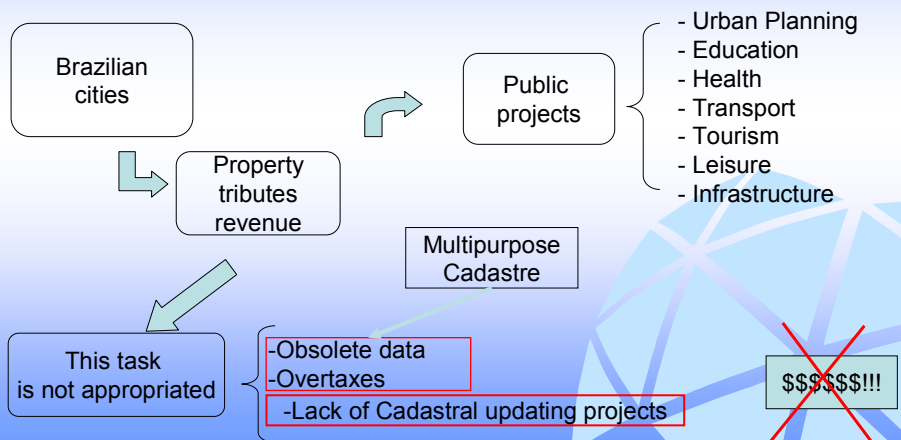 Brazilian
cities
Property
tributes
revenue
Public
projects
- Urban Planning
- Education
- Health
- Transport
- Tourism
- Leisure
- Infrastructure
Multipurpose
Cadastre
This task
is not appropriated
-Obsolete data
-Overtaxes
-Lack of Cadastral updating projects
$$$$$$!!!